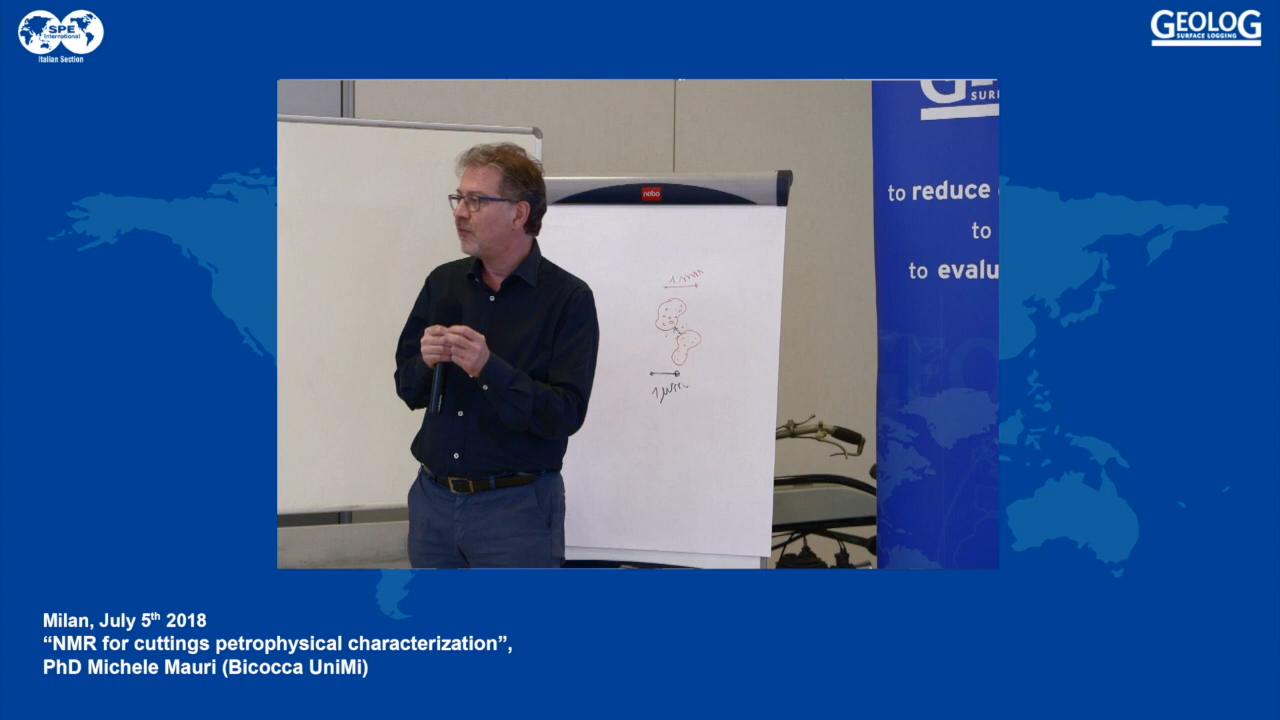 SPE
International
Italian Section
GEOLOG
SURFACE LOGGING
nobo
to reduce
to
to evalu
1 mm
1 μm
Milan, July 5th 2018
“NMR for cuttings petrophysical characterization”,
PhD Michele Mauri (Bicocca UniMi)